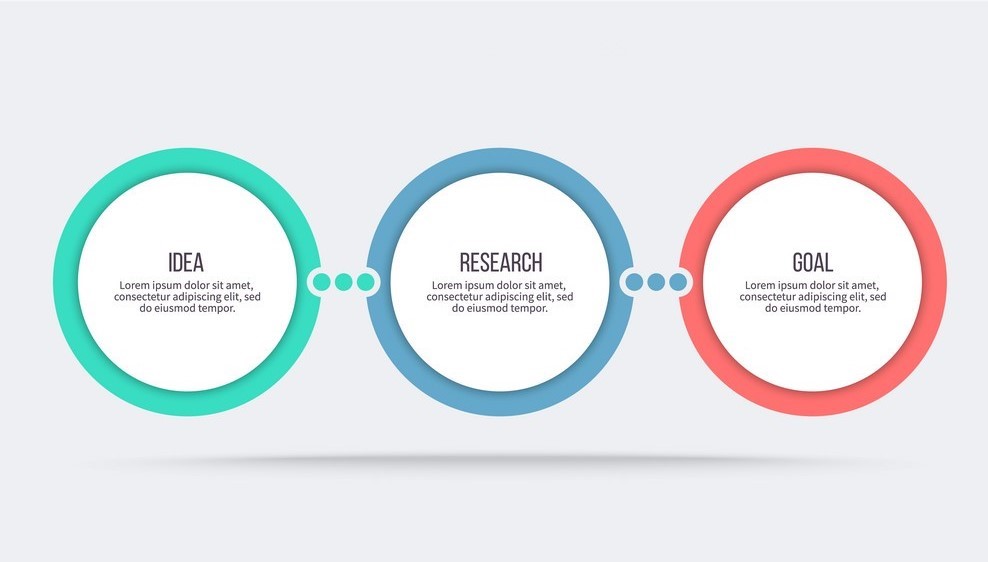 IDEA
Lorem ipsum dolor sit amet,
consectetur adipiscing elit, sed
do eiusmod tempor.
RESEARCH
Lorem ipsum dolor sit amet,
consectetur adipiscing elit, sed
do eiusmod tempor.
GOAL
Lorem ipsum dolor sit amet,
consectetur adipiscing elit, sed
do eiusmod tempor.